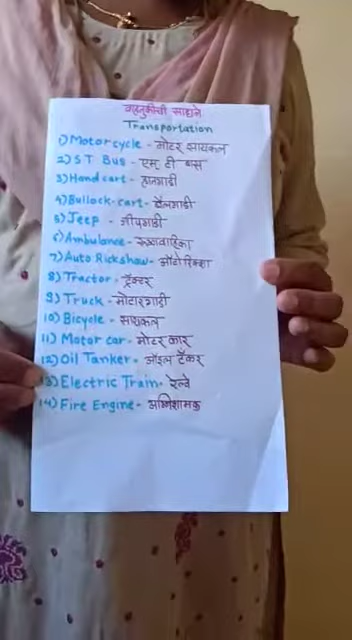 वाहतुकीची साधने
Transportation
1) Motorcycle - मोटर सायकल
2) S T Bus - एस् टी बस
3) Hand cart - हातगाडी
4) Bullock-cart - बैलगाडी
5) Jeep - जीपगाडी
6) Ambulance - रुग्णवाहिका
7) Auto Rickshaw - ऑटोरिक्षा
8) Tractor - ट्रॅक्टर
9) Truck - मोटारगाडी
10) Bicycle - सायकल
11) Motor car - मोटर कार
12) Oil Tanker - ऑइल टँकर
13) Electric Train - रेल्वे
14) Fire Engine - अग्निशामक